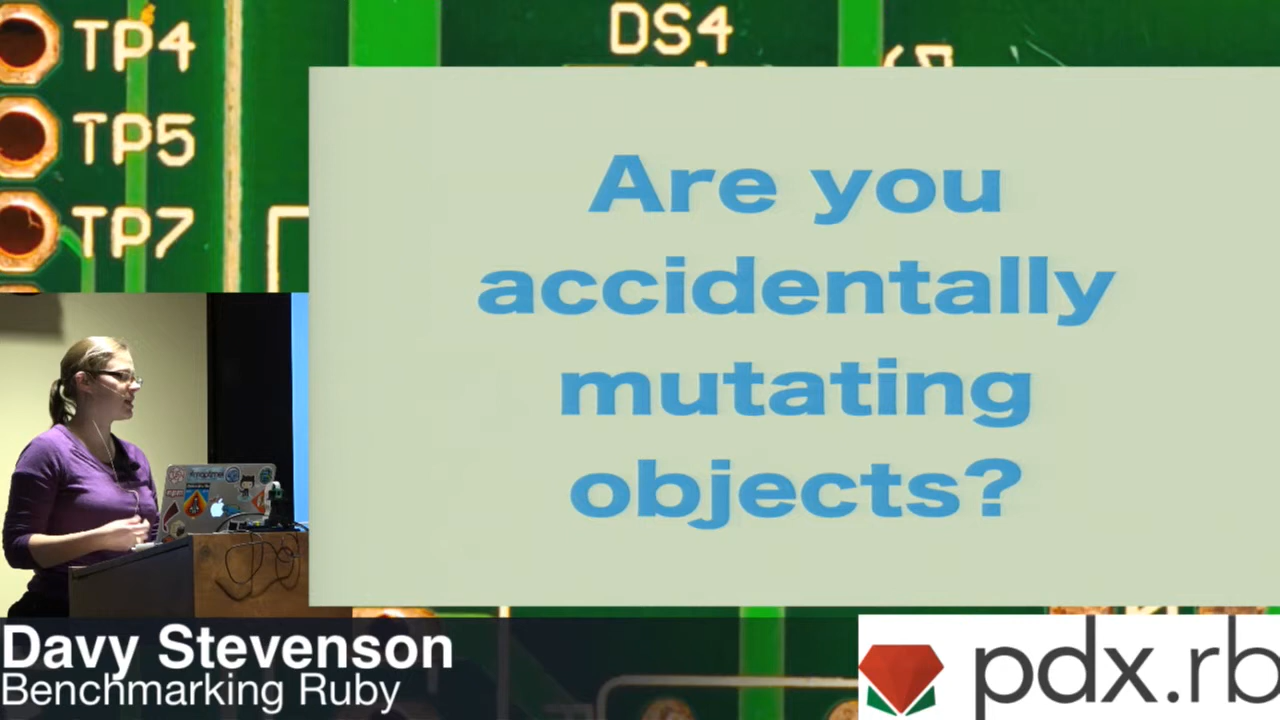 TP4
DS4
TP5
TP7
Are you
accidentally
mutating
objects?
Davy Stevenson
Benchmarking Ruby
pdx.rb